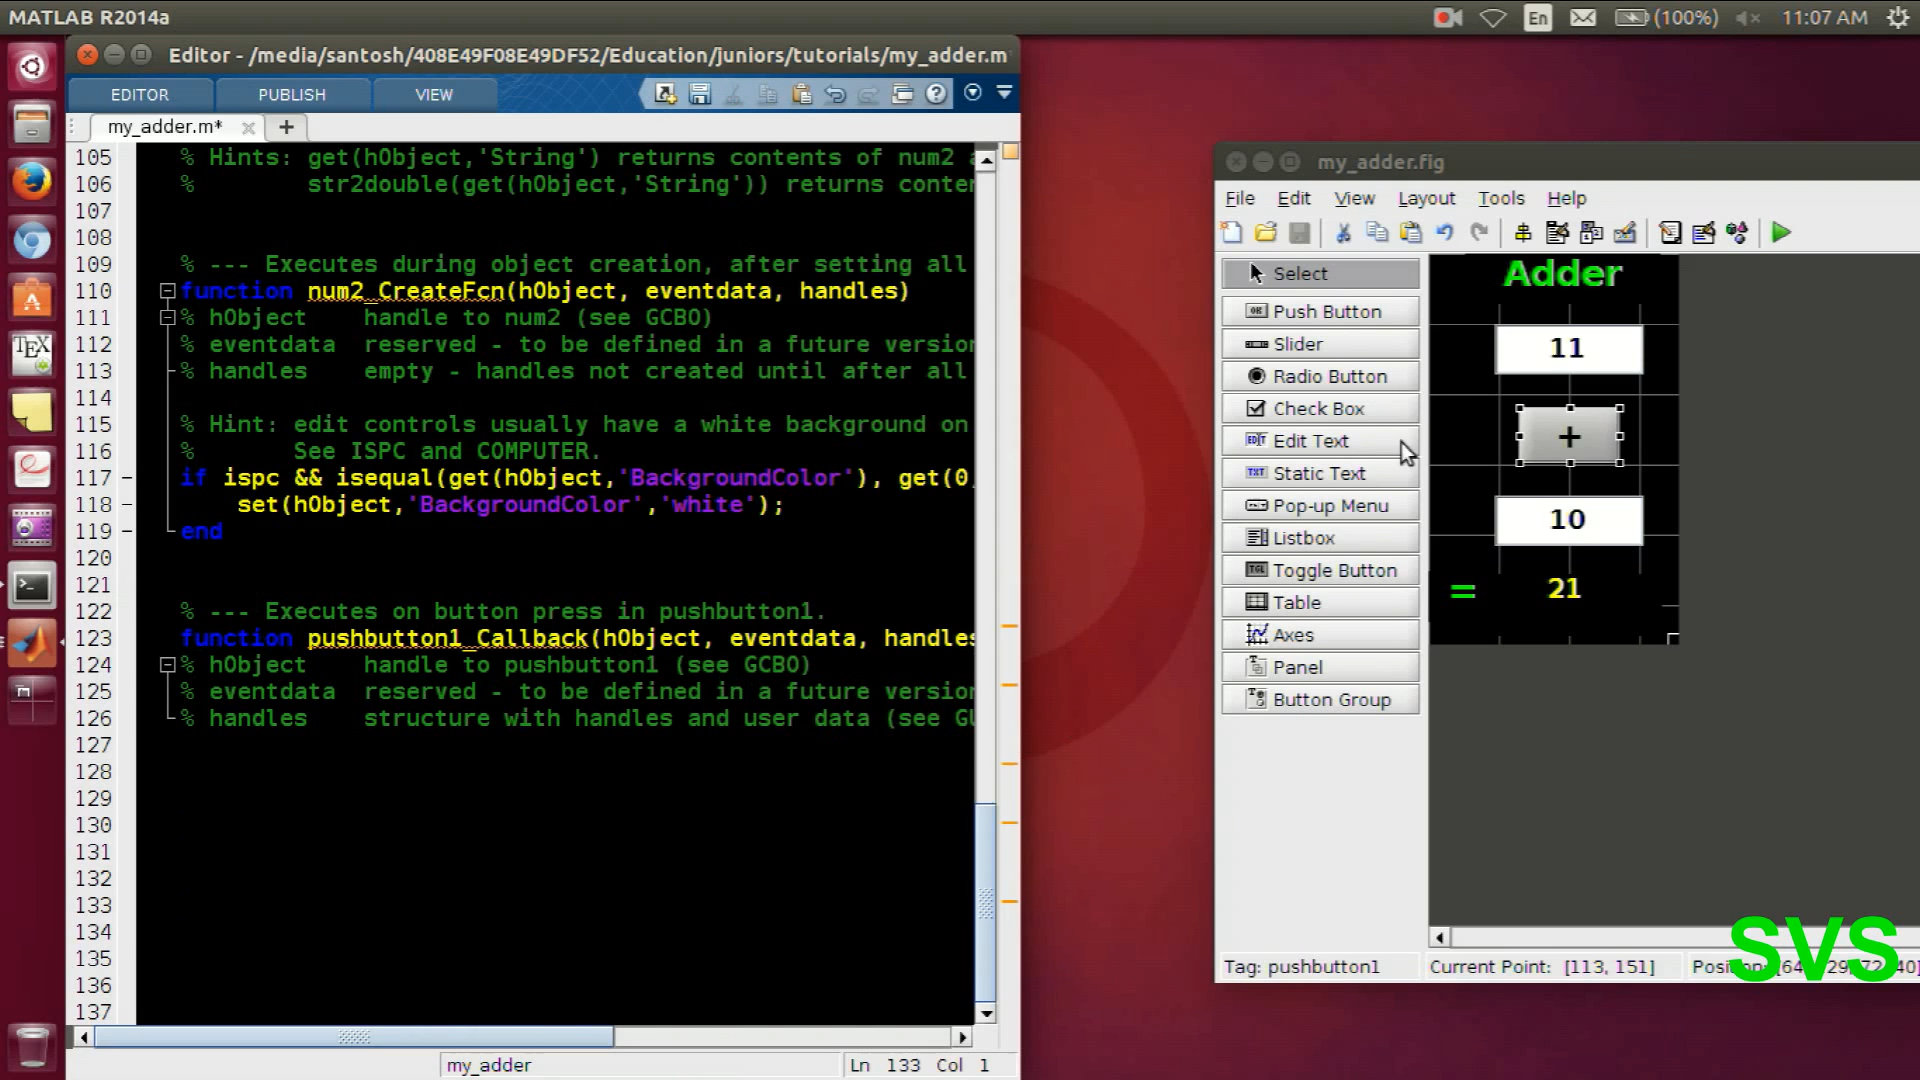 MATLAB R2014a
En
(100%)
11:07 AM
Editor - /media/santosh/408E49F08E49DF52/Education/juniors/tutorials/my_adder.m*
EDITOR
PUBLISH
VIEW
my_adder.m*
105 % Hints: get(hObject,'String') returns contents of num2
106 % str2double(get(hObject,'String')) returns conten
107
108
109 % --- Executes during object creation, after setting all
110 function num2_CreateFcn(hObject, eventdata, handles)
111 % hObject handle to num2 (see GCBO)
112 % eventdata reserved - to be defined in a future version
113 % handles empty - handles not created until after all
114
115 % Hint: edit controls usually have a white background on
116 % See ISPC and COMPUTER.
117 if ispc && isequal(get(hObject,'BackgroundColor'), get(0,
118 set(hObject,'BackgroundColor','white');
119 end
120
121
122 % --- Executes on button press in pushbutton1.
123 function pushbutton1_Callback(hObject, eventdata, handles
124 % hObject handle to pushbutton1 (see GCBO)
125 % eventdata reserved - to be defined in a future version
126 % handles structure with handles and user data (see GU
127
128
129
130
131
132
133
134
135
136
137
my_adder
Ln 133 Col 1
my_adder.fig
File Edit View Layout Tools Help
Select
Push Button
Slider
Radio Button
Check Box
Edit Text
Static Text
Pop-up Menu
Listbox
Toggle Button
Table
Axes
Panel
Button Group
Adder
11
+
10
= 21
Tag: pushbutton1
Current Point: [113, 151]
SVS